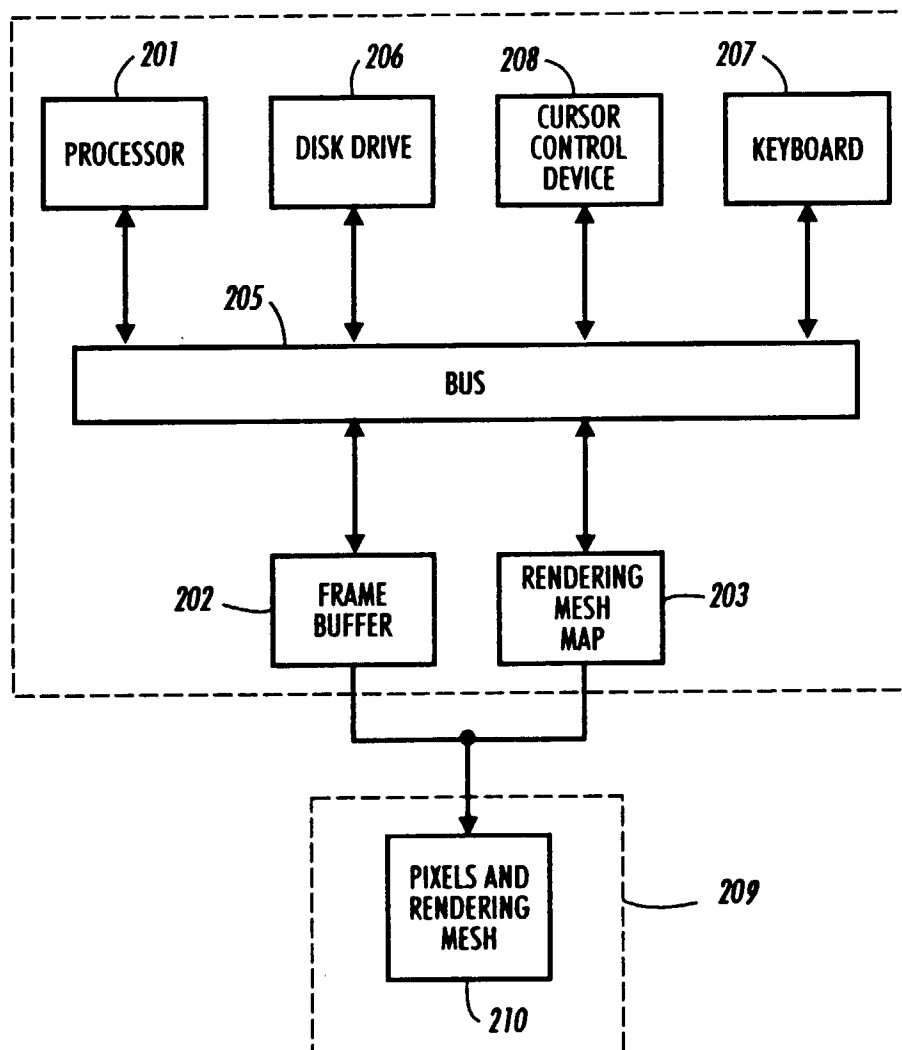 201
206
208
207
PROCESSOR
DISK DRIVE
CURSOR
CONTROL
DEVICE
KEYBOARD
205
BUS
202
FRAME
BUFFER
RENDERING
MESH
MAP
203
PIXELS AND
RENDERING
MESH
209
210